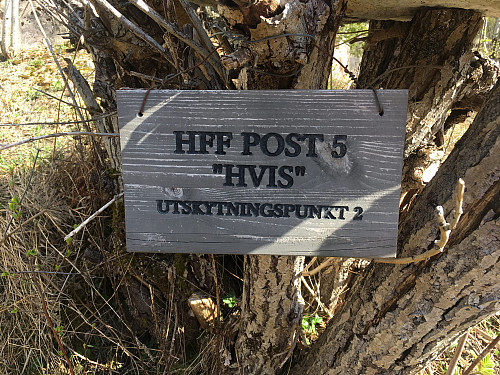 HFF POST 5
"HVIS"
UTSKYTNINGSPUNKT 2